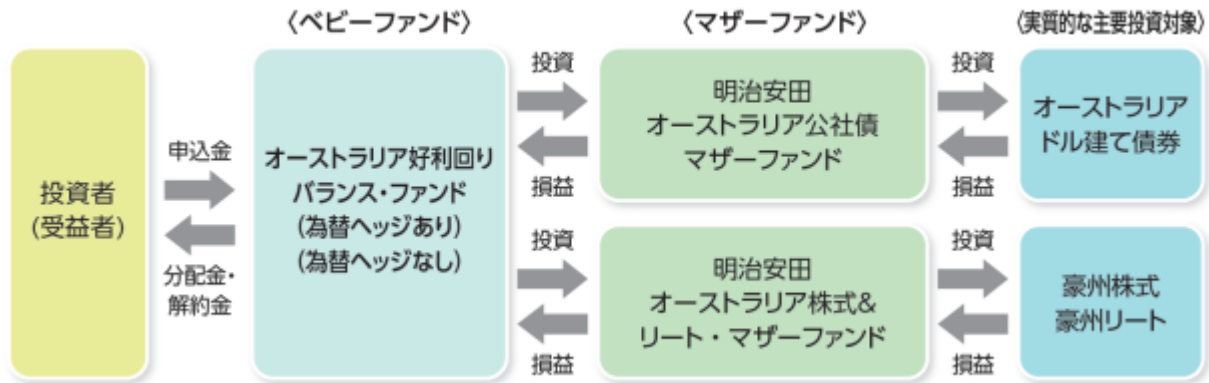 〈ベビーファンド〉
〈マザーファンド〉
〈実質的な主要投資対象〉
投資者
(受益者)
申込金
分配金・
解約金
オーストラリア好利回り
バランス・ファンド
(為替ヘッジあり)
(為替ヘッジなし)
投資
損益
明治安田
オーストラリア公社債
マザーファンド
投資
損益
オーストラリア
ドル建て債券
投資
損益
明治安田
オーストラリア株式&
リート・マザーファンド
投資
損益
豪州株式
豪州リート